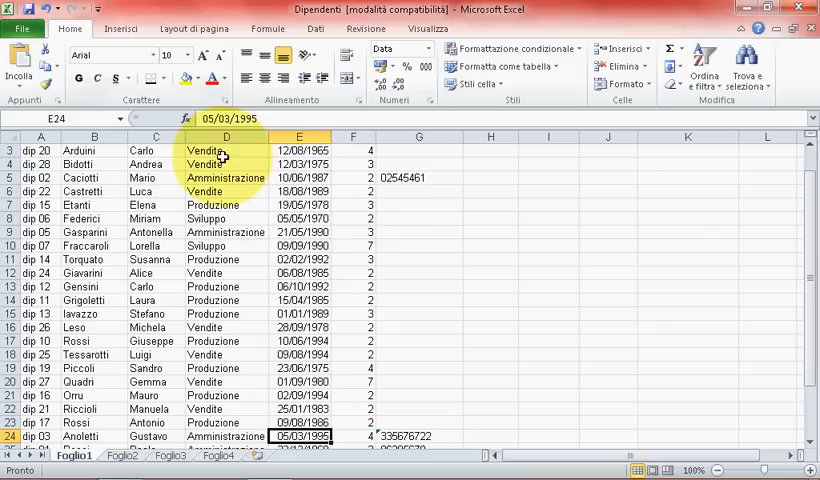 Dipendenti [modalità compatibilità] - Microsoft Excel
File Home Inserisci Layout di pagina Formule Dati Revisione Visualizza
Arial 10 Data Formattazione condizionale Inserisci
Incolla G C S Formatta come tabella Elimina Ordina e filtra Trova e seleziona
Stili cella Formato
Appunti Carattere Allineamento Numeri Stili Celle Modifica
E24 fx 05/03/1995
A B C D E F G H I J K L
3 dip 20 Arduini Carlo Vendite 12/08/1965 4
4 dip 28 Bidotti Andrea Vendite 12/03/1975 3
5 dip 02 Caciotti Mario Amministrazione 10/06/1987 2 02545461
6 dip 22 Castretti Luca Vendite 18/08/1989 2
7 dip 15 Etanti Elena Produzione 19/05/1978 3
8 dip 06 Federici Miriam Sviluppo 05/05/1970 2
9 dip 05 Gasparini Antonella Amministrazione 21/05/1990 3
10 dip 07 Fraccaroli Lorella Sviluppo 09/09/1990 7
11 dip 14 Torquato Susanna Produzione 02/02/1992 3
12 dip 24 Giavarini Alice Vendite 06/08/1985 2
13 dip 12 Gensini Carlo Produzione 06/10/1992 2
14 dip 11 Grigoletti Laura Produzione 15/04/1985 2
15 dip 13 Iavazzo Stefano Produzione 01/01/1989 3
16 dip 26 Leso Michela Vendite 28/09/1978 2
17 dip 10 Rossi Giuseppe Produzione 10/06/1994 2
18 dip 25 Tessarotti Luigi Vendite 09/08/1994 2
19 dip 19 Piccoli Sandro Produzione 23/06/1975 4
20 dip 27 Quadri Gemma Vendite 01/09/1980 7
21 dip 16 Orru Mauro Produzione 02/09/1994 2
22 dip 21 Riccioli Manuela Vendite 25/01/1983 2
23 dip 17 Rossi Antonio Produzione 09/08/1986 2
24 dip 03 Anoletti Gustavo Amministrazione 05/03/1995 4 335676722
Foglio1 Foglio2 Foglio3 Foglio4
Pronto 100%